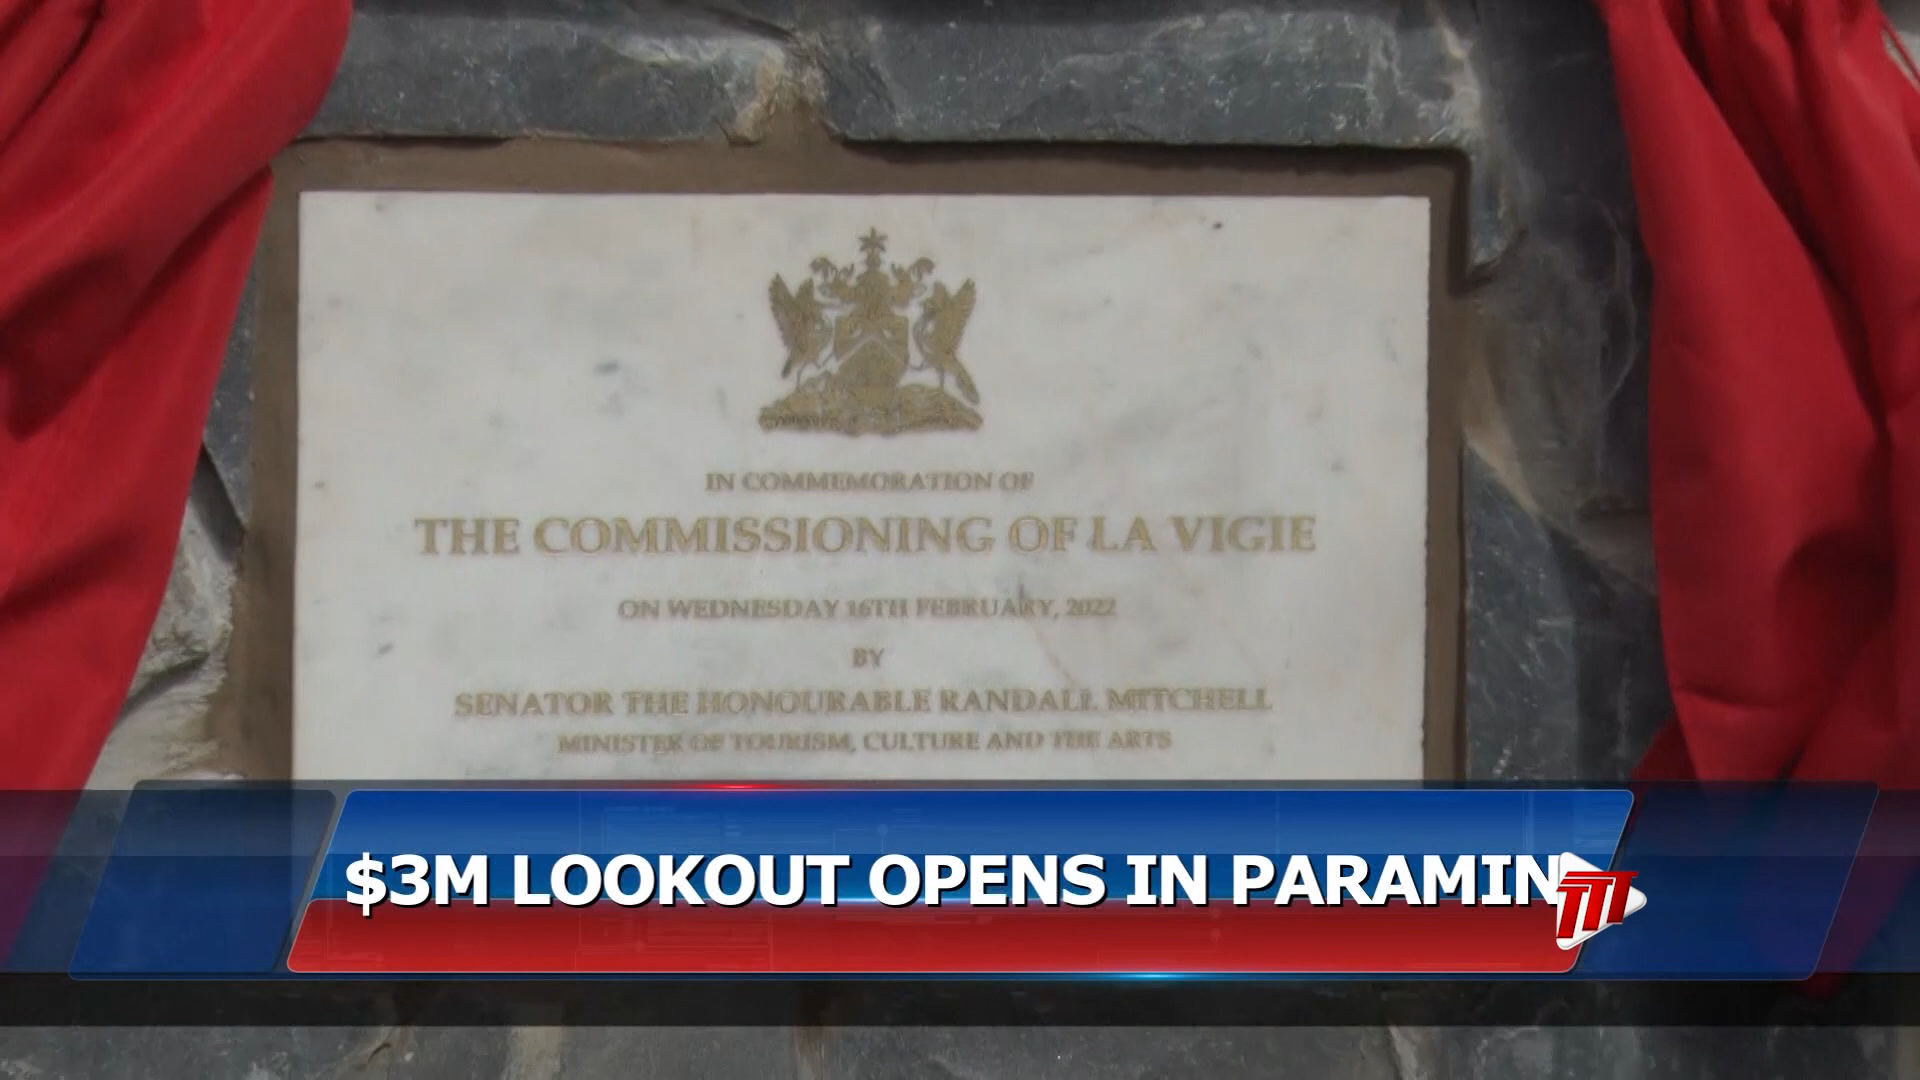 IN COMMEMORATION OF
THE COMMISSIONING OF LA VIGIE
ON WEDNESDAY 16TH FEBRUARY, 2022
BY
SENATOR THE HONOURABLE RANDALL MITCHELL
MINISTER OF TOURISM, CULTURE AND THE ARTS
$3M LOOKOUT OPENS IN PARAMIN
TTT